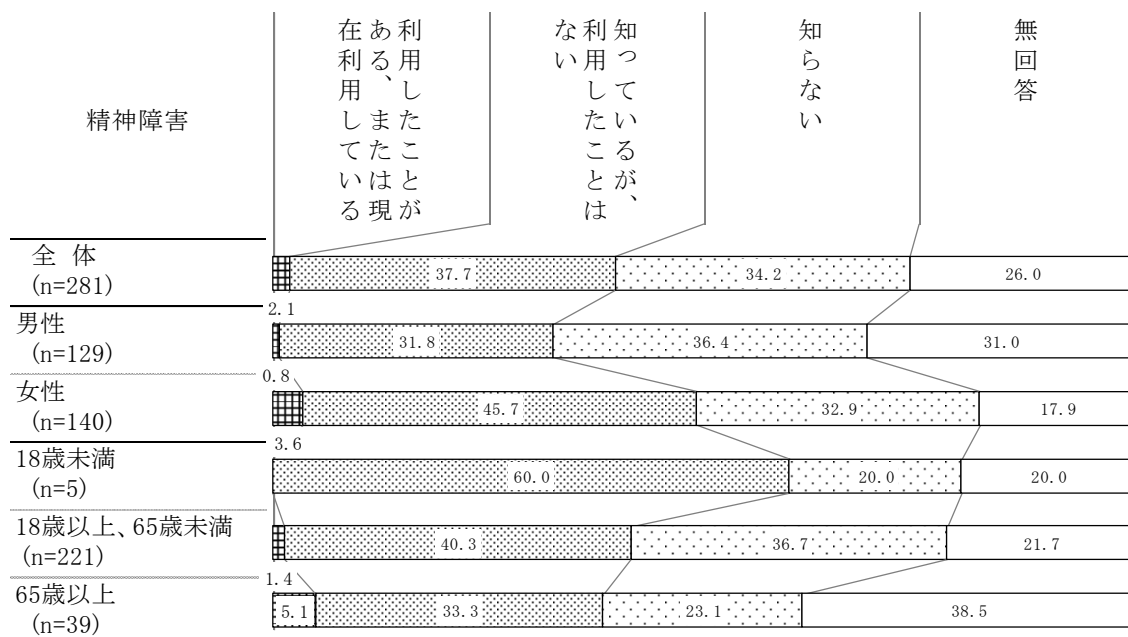 精神障害
利用したことが
ある、または現
在利用している
知っているが、
利用したことは
ない
知らない
無回答
全 体
(n=281)
37.7
34.2
26.0
2.1
男性
(n=129)
31.8
36.4
31.0
0.8
女性
(n=140)
45.7
32.9
17.9
3.6
18歳未満
(n=5)
60.0
20.0
20.0
18歳以上、65歳未満
(n=221)
40.3
36.7
21.7
1.4
65歳以上
(n=39)
5.1
33.3
23.1
38.5